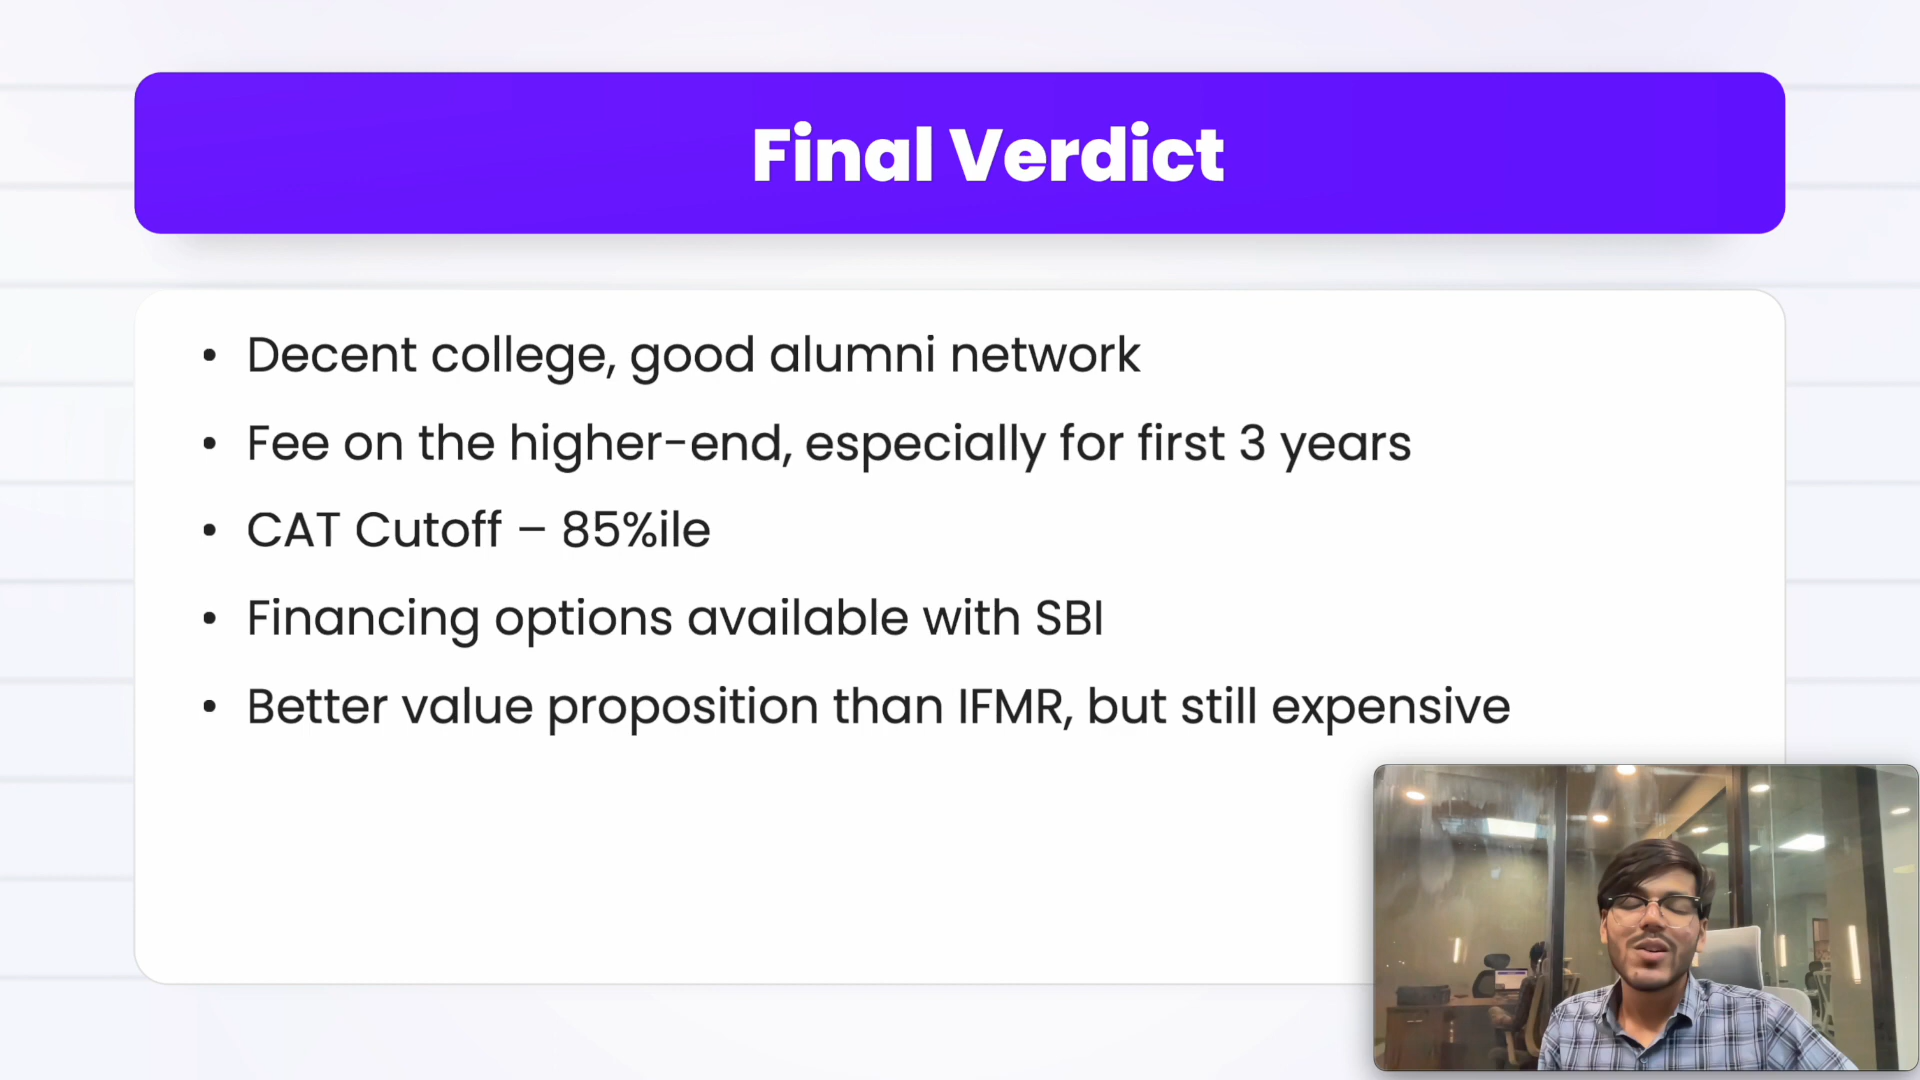 Final Verdict
• Decent college, good alumni network
• Fee on the higher-end, especially for first 3 years
• CAT Cutoff – 85%ile
• Financing options available with SBI
• Better value proposition than IFMR, but still expensive